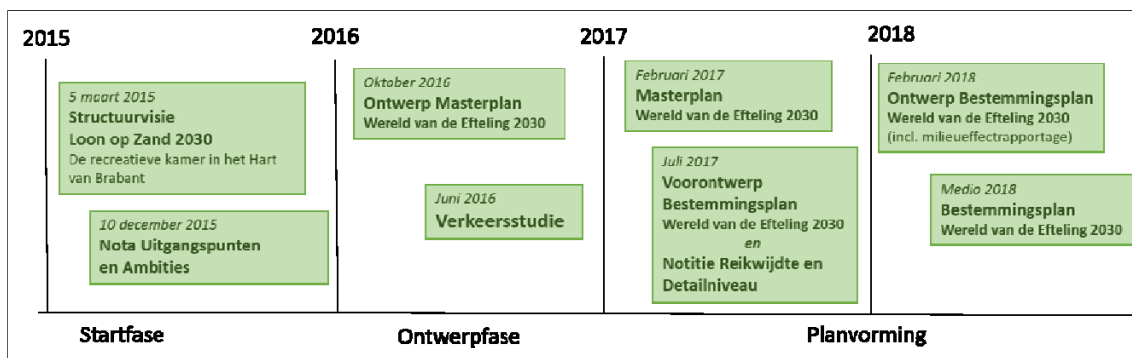 2015
2016
2017
2018
5 maart 2015
Structuurvisie
Loon op Zand 2030
De recreatieve kamer in het Hart
van Brabant
10 december 2015
Nota Uitgangspunten
en Ambities
Oktober 2016
Ontwerp Masterplan
Wereld van de Efteling 2030
Juni 2016
Verkeersstudie
Februari 2017
Masterplan
Wereld van de Efteling 2030
Juli 2017
Voorontwerp
Bestemmingsplan
Wereld van de Efteling 2030
en
Notitie Reikwijdte en
Detailniveau
Februari 2018
Ontwerp Bestemmingsplan
Wereld van de Efteling 2030
(incl. milieueffectrapportage)
Medio 2018
Bestemmingsplan
Wereld van de Efteling 2030
Startfase
Ontwerpfase
Planvorming